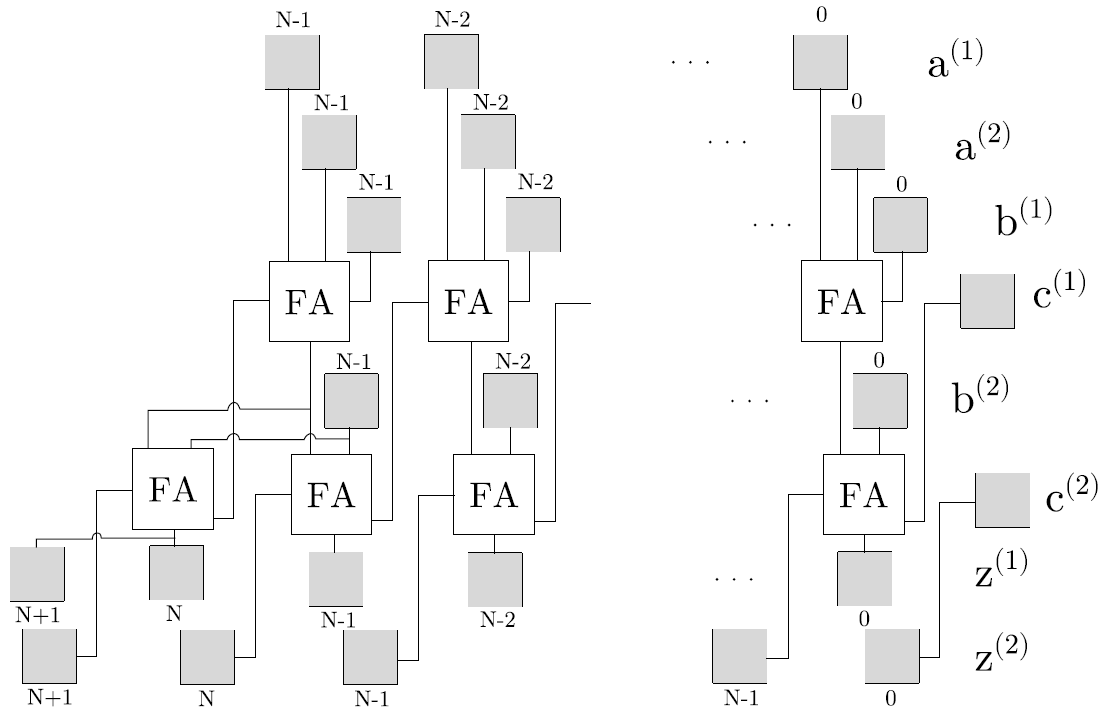 N-1 N-2 0
. . . a(1)
N-1 N-2 0
. . . a(2)
N-1 N-2 0
. . . b(1)
FA FA FA c(1)
N-1 N-2 0
. . . b(2)
FA FA FA FA c(2)
. . . z(1)
N+1 N N-1 N-2 0
z(2)
N+1 N N-1 N-1 0